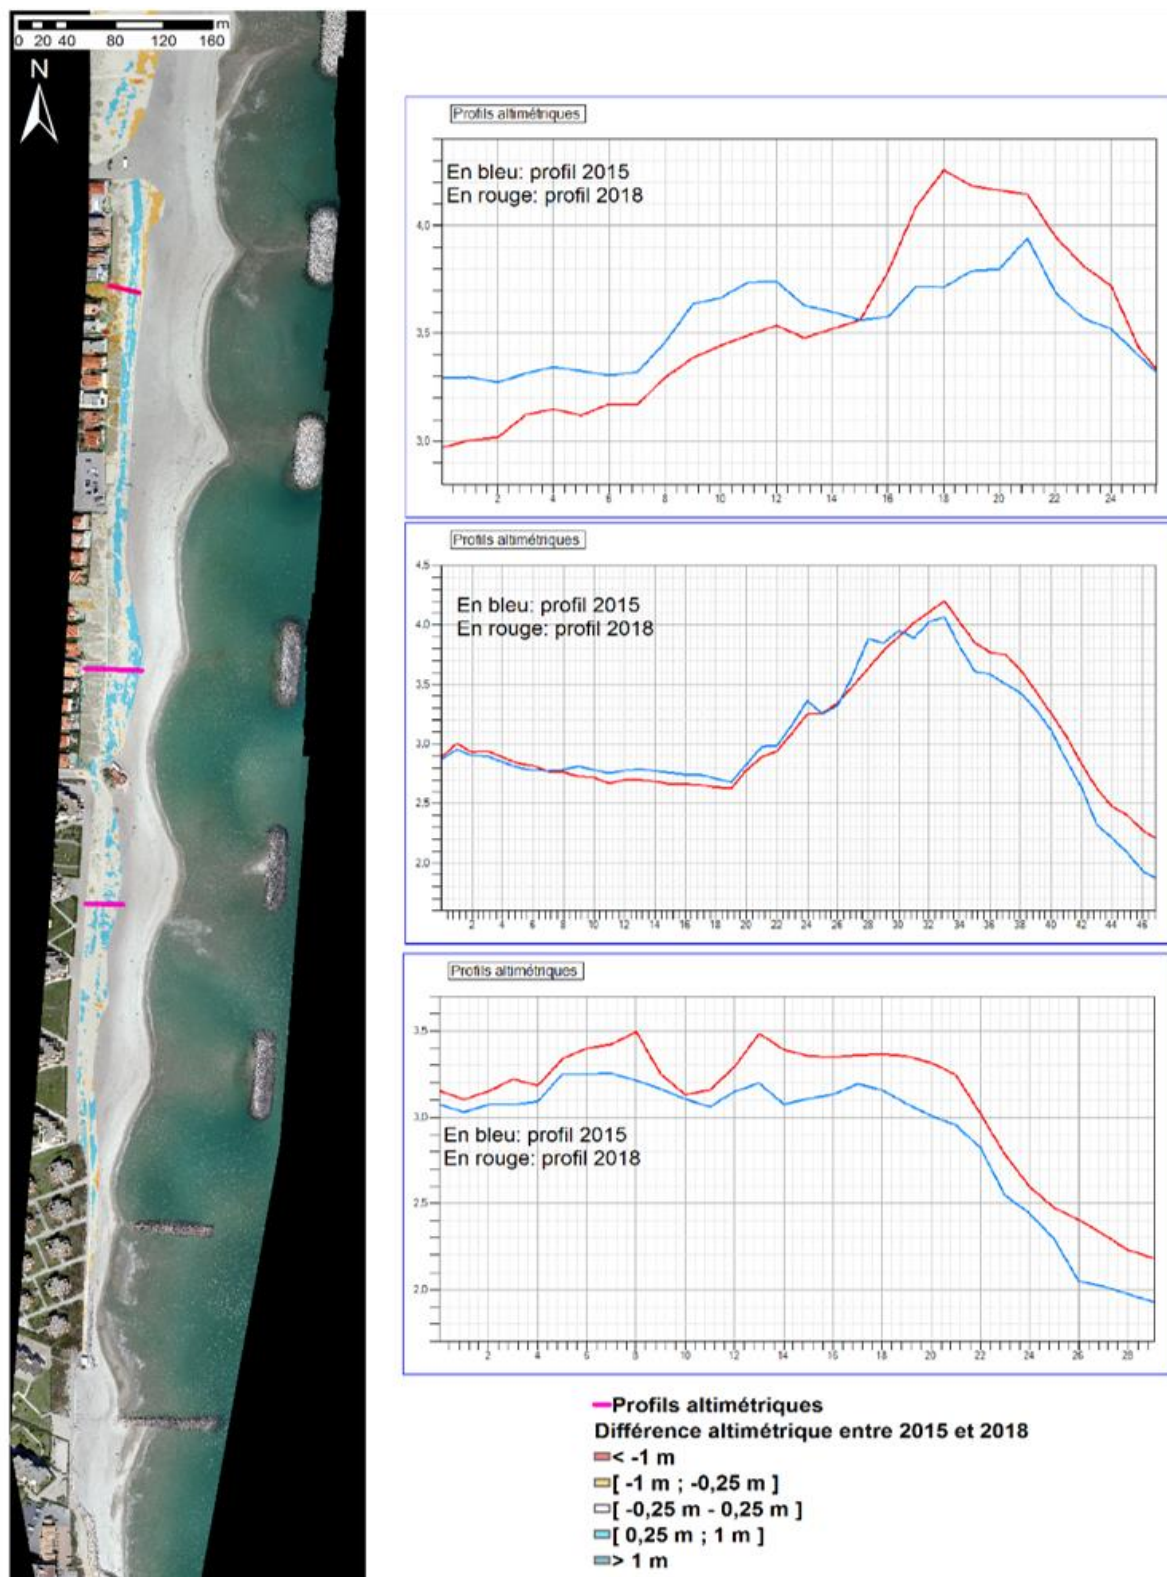 m
0 20 40 80 120 160
N
Profils altimétriques
En bleu: profil 2015
En rouge: profil 2018
4,0
3,5
3,0
2 4 6 8 10 12 14 16 18 20 22 24
Profils altimétriques
4,5
En bleu: profil 2015
En rouge: profil 2018
4,0
3,5
3,0
2,5
2,0
2 4 6 8 10 12 14 16 18 20 22 24 26 28 30 32 34 36 38 40 42 44 46
Profils altimétriques
3,5
3,0
En bleu: profil 2015
En rouge: profil 2018
2,5
2,0
2 4 6 8 10 12 14 16 18 20 22 24 26 28
Profils altimétriques
Différence altimétrique entre 2015 et 2018
< -1 m
[ -1 m ; -0,25 m ]
[ -0,25 m - 0,25 m ]
[ 0,25 m ; 1 m ]
> 1 m